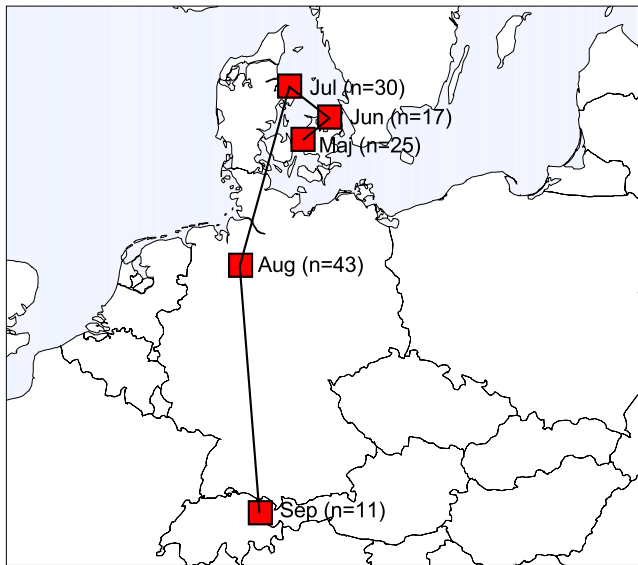 Jul (n=30)
Jun (n=17)
Maj (n=25)
Aug (n=43)
Sep (n=11)